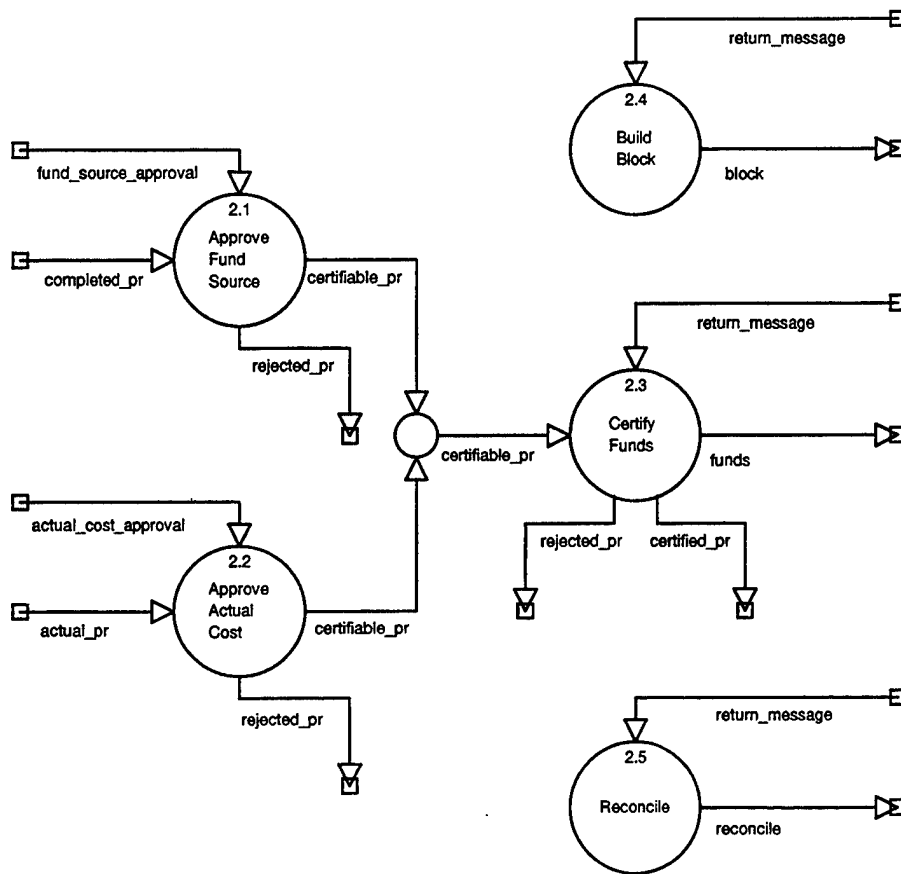 return_message
2.4
Build
Block
block
fund_source_approval
2.1
Approve
Fund
Source
completed_pr
certifiable_pr
rejected_pr
return_message
2.3
Certify
Funds
certifiable_pr
funds
rejected_pr
certified_pr
actual_cost_approval
2.2
Approve
Actual
Cost
actual_pr
certifiable_pr
rejected_pr
return_message
2.5
Reconcile
reconcile